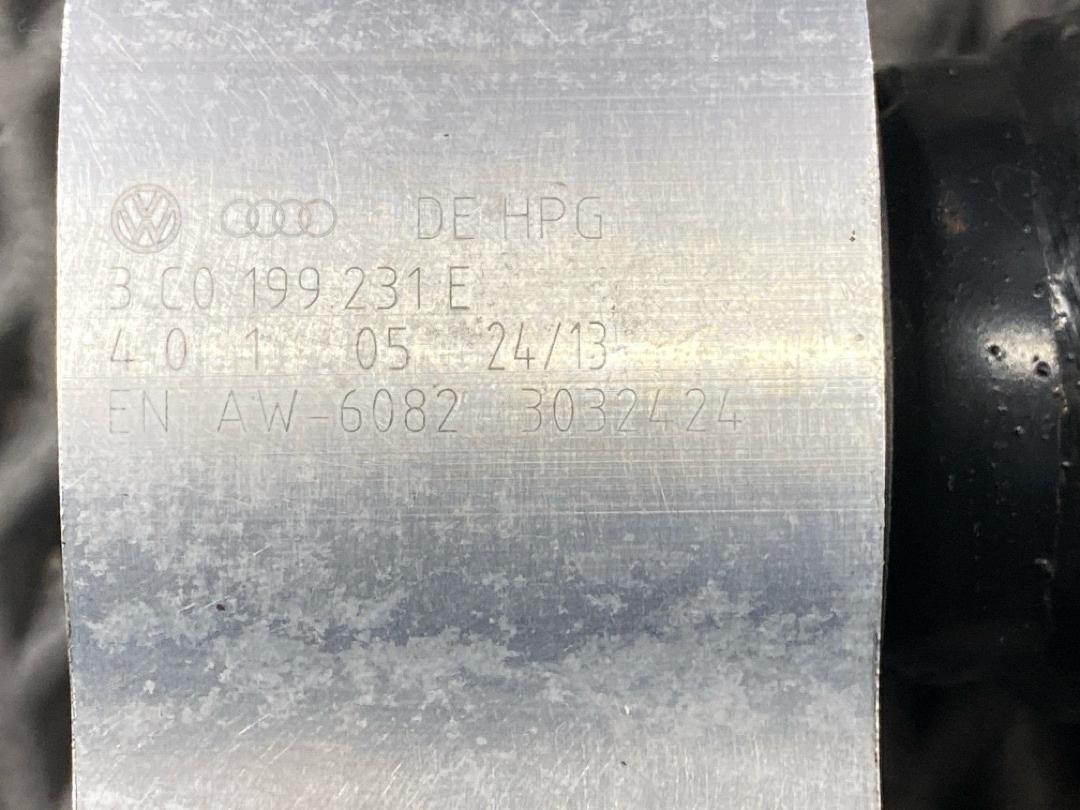 DE HPG
3 C0 199 231 E
4 0 1 05 24/13
EN AW-6082 3032424